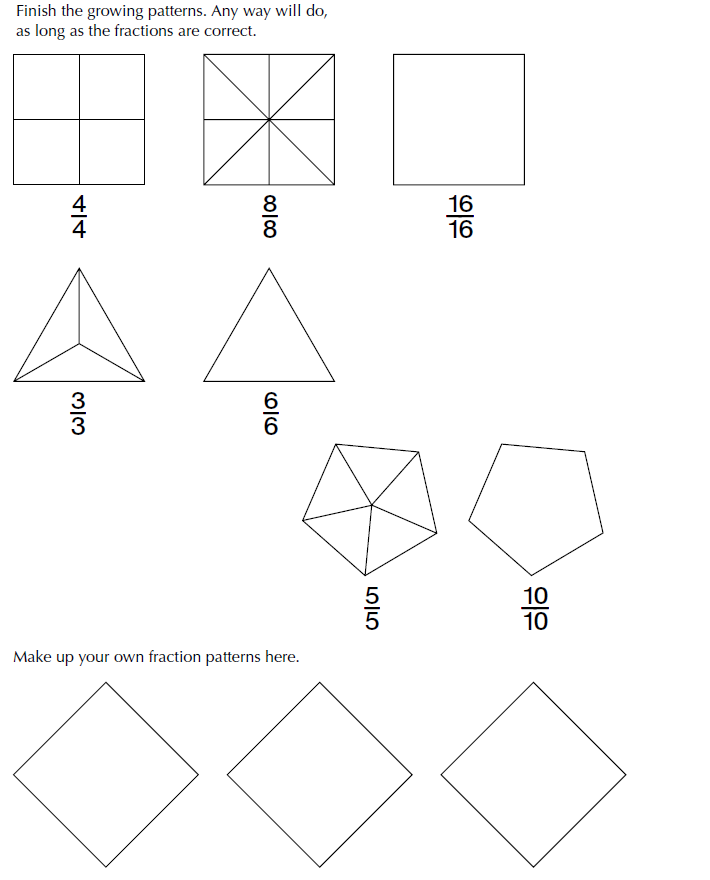 Finish the growing patterns. Any way will do,
as long as the fractions are correct.
4/4 8/8 16/16
3/3 6/6
5/5 10/10
Make up your own fraction patterns here.